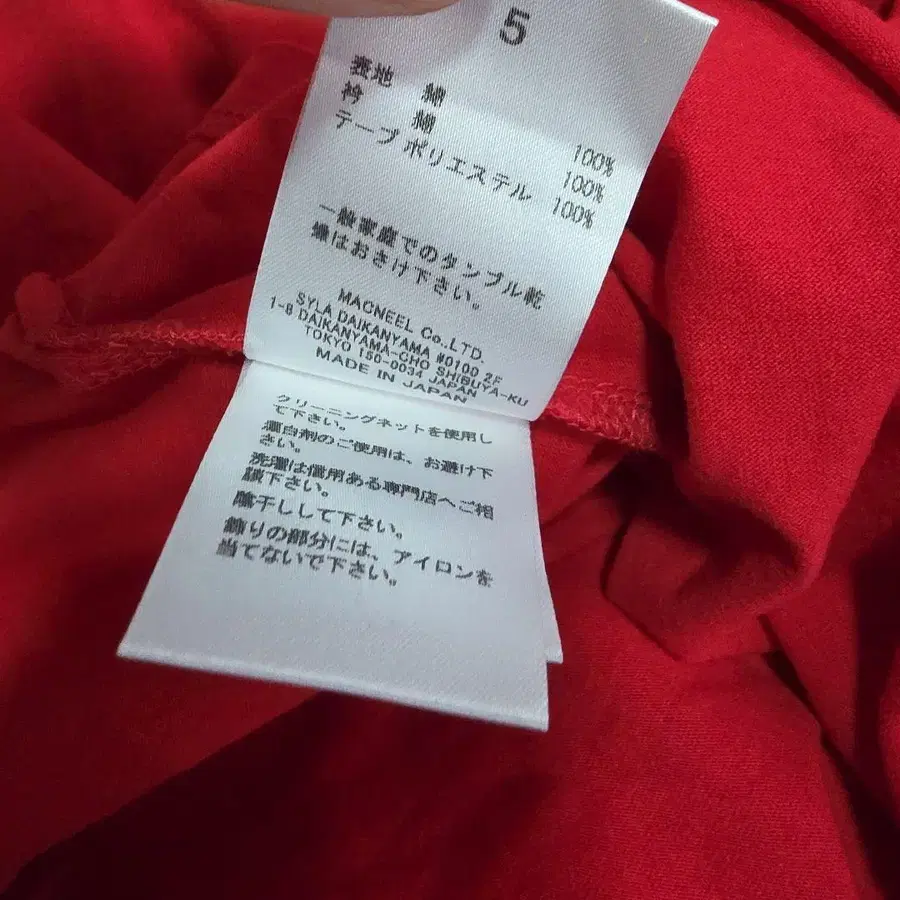 5
表地 綿 100%
衿 綿 100%
テープ ポリエステル 100%
一般家庭でのタンブル乾
燥はおさけ下さい。
MACNEEL Co.,LTD.
SYLA DAIKANYAMA #0100 2F
1-8 DAIKANYAMA-CHO SHIBUYA-KU
TOKYO 150-0034 JAPAN
MADE IN JAPAN
クリーニングネットを使用し
て下さい。
漂白剤のご使用は、お避け下
さい。
洗濯は信用ある専門店へご相
談下さい。
陰干しして下さい。
飾りの部分には、アイロンを
当てないで下さい。